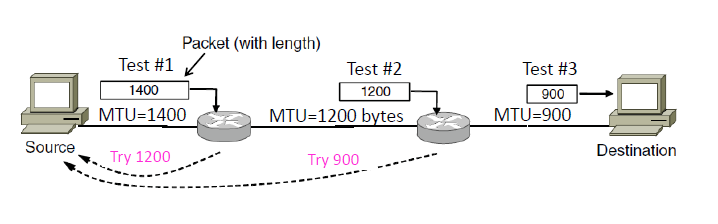 Packet (with length)
Test #1
Test #2
Test #3
1400
1200
900
MTU=1400
MTU=1200 bytes
MTU=900
Source
Try 1200
Try 900
Destination